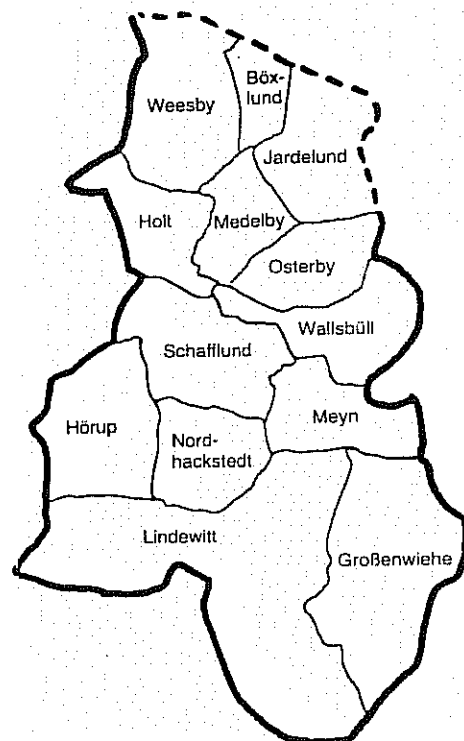 Weesby
Böx-
lund
Jardelund
Holt
Medelby
Osterby
Wallsbüll
Schafflund
Meyn
Hörup
Nord-
hackstedt
Lindewitt
Großenwiehe